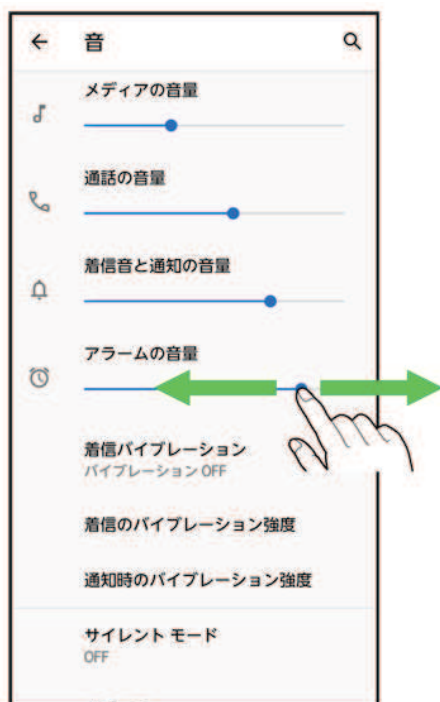 音
メディアの音量
通話の音量
着信音と通知の音量
アラームの音量
着信バイブレーション
バイブレーション OFF
着信のバイブレーション強度
通知時のバイブレーション強度
サイレント モード
OFF